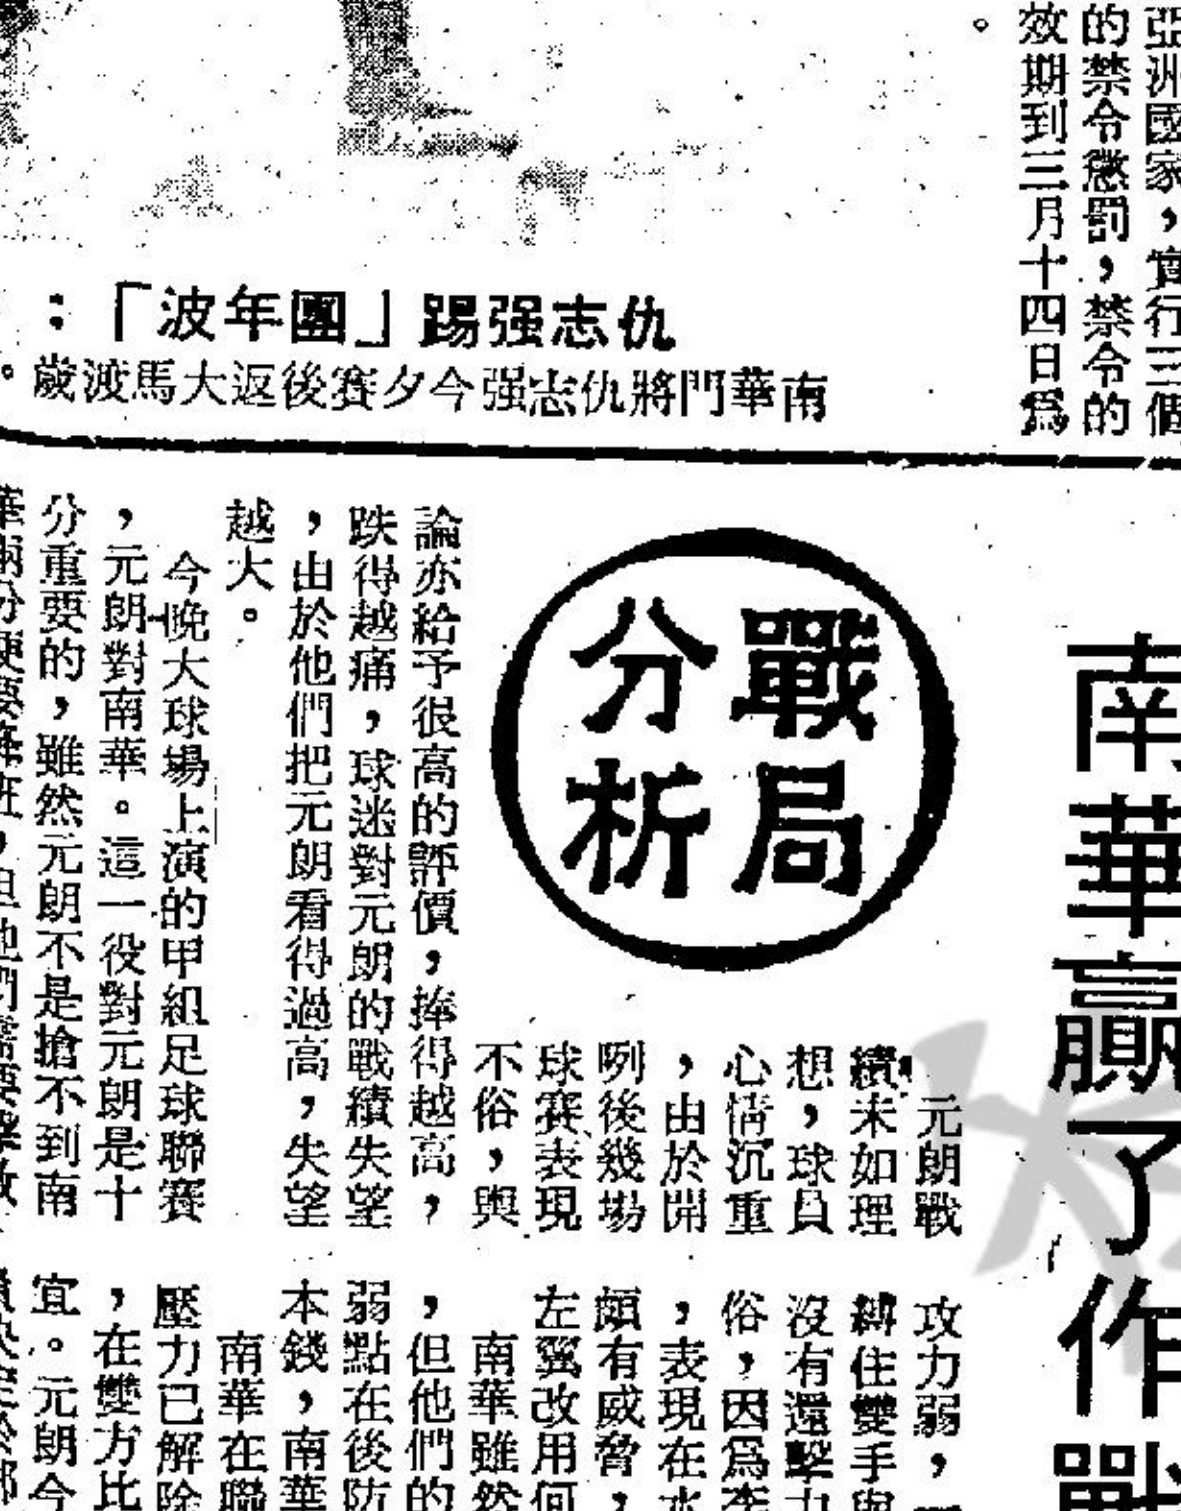 亞洲國家，實行三個
的禁令懲罰，禁令的
效期到三月十四日爲
。
仇志强踢「團年波」：
南華門將仇志强今夕賽後返大馬渡歲。
南華贏了作戰
戰局
分析
元朗戰
績未如理
想，球員
心情沉重
，由於開
咧後幾場
球賽表現
不俗，輿
論亦給予很高的評價，捧得越高，
跌得越痛，球迷對元朗的戰績失望
，由於他們把元朗看得過高，失望
越大。
今晚大球場上演的甲組足球聯賽
，元朗對南華。這一役對元朗是十
分重要的，雖然元朗不是搶不到南
攻力弱，
縛住雙手與
沒有還擊力
俗，因爲李
，表現在水
頗有威脅，
左翼改用何
南華雖然
，但他們的
弱點在後防
本錢，南華
南華在聯
壓力已解除
，在雙方比
宜。元朗今